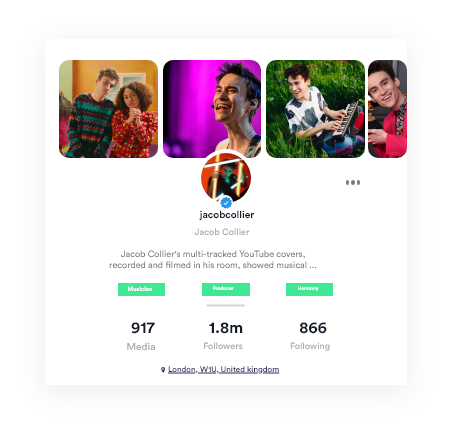 jacobcollier
Jacob Collier
Jacob Collier's multi-tracked YouTube covers,
recorded and filmed in his room, showed musical ...
Musician Producer Harmony
917 1.8m 866
Media Followers Following
London, W1U, United kingdom